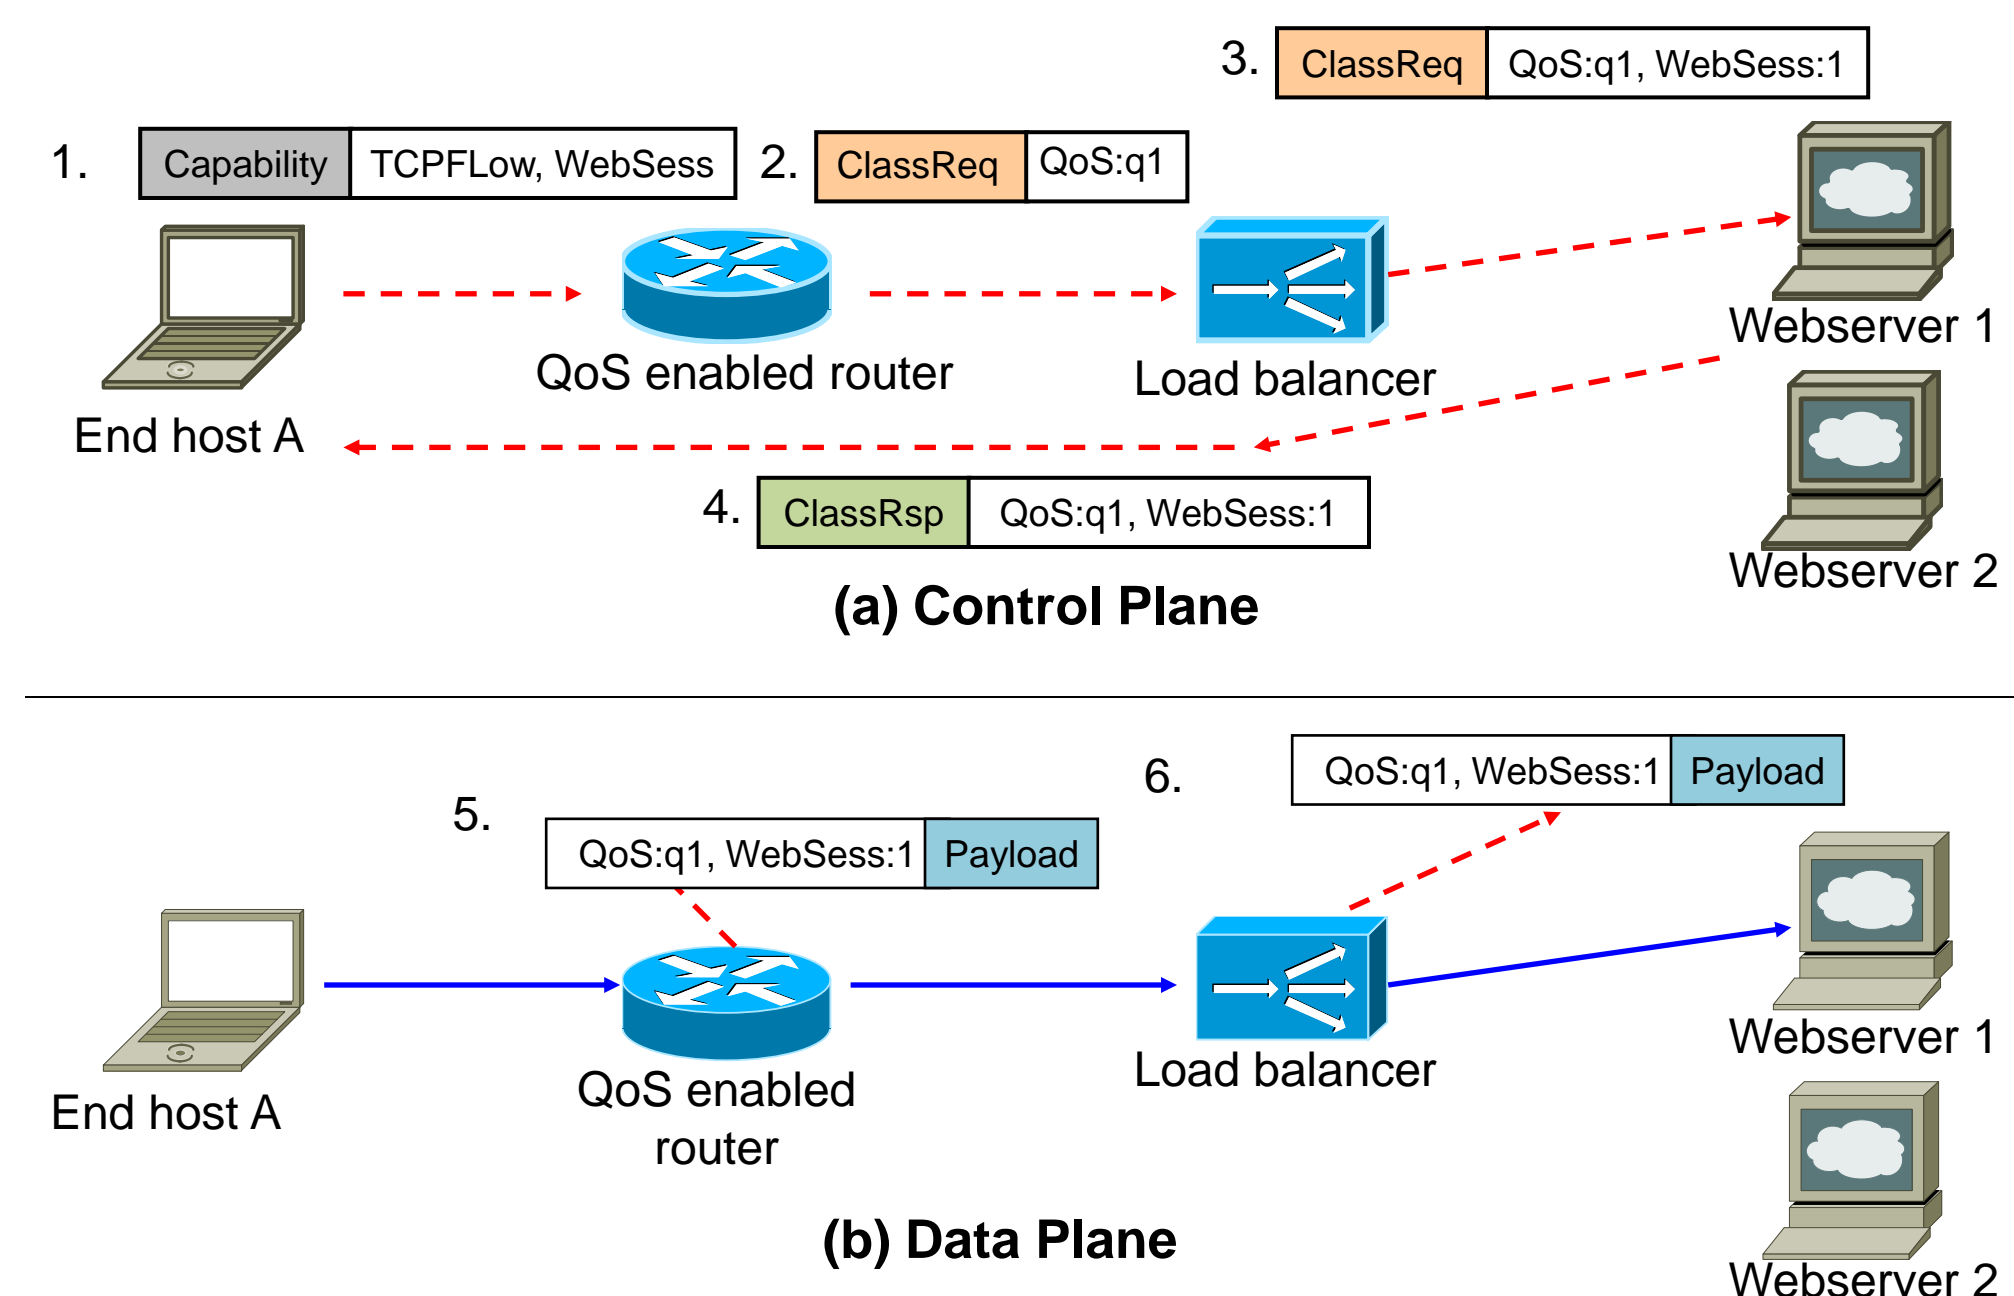 3. ClassReq QoS:q1, WebSess:1
1. Capability TCPFLow, WebSess
2. ClassReq QoS:q1
QoS enabled router
Load balancer
Webserver 1
End host A
4. ClassRsp QoS:q1, WebSess:1
Webserver 2
(a) Control Plane
6. QoS:q1, WebSess:1 Payload
5. QoS:q1, WebSess:1 Payload
End host A
QoS enabled
router
Load balancer
Webserver 1
(b) Data Plane
Webserver 2